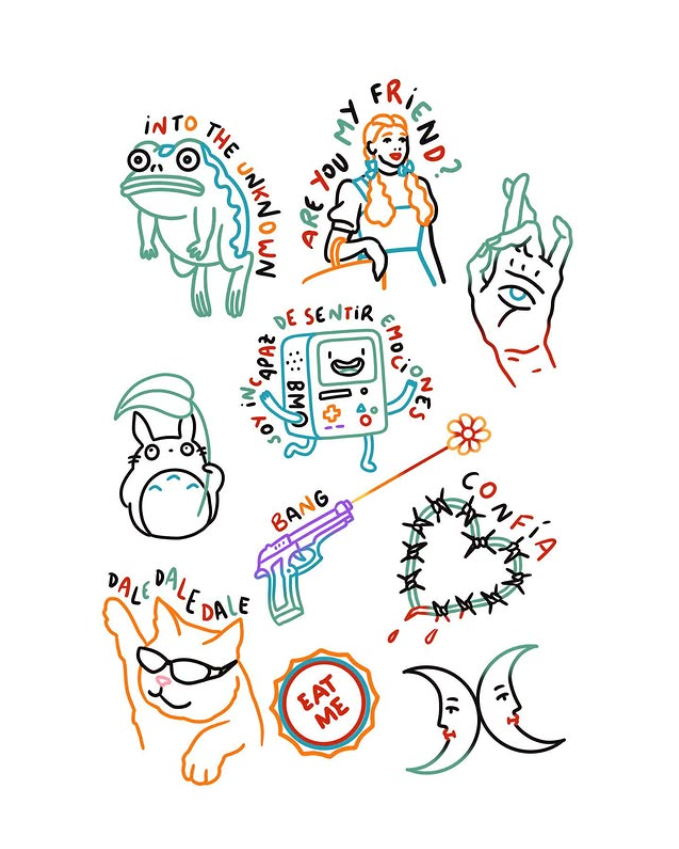 iNTO THE UNKNOWN
ARE YOU MY FRiEND?
SOY iNCAPAZ DE SENTiR EMOCiONES
BMO
BANG
CONFíA
DALE DALE DALE
EAT
ME